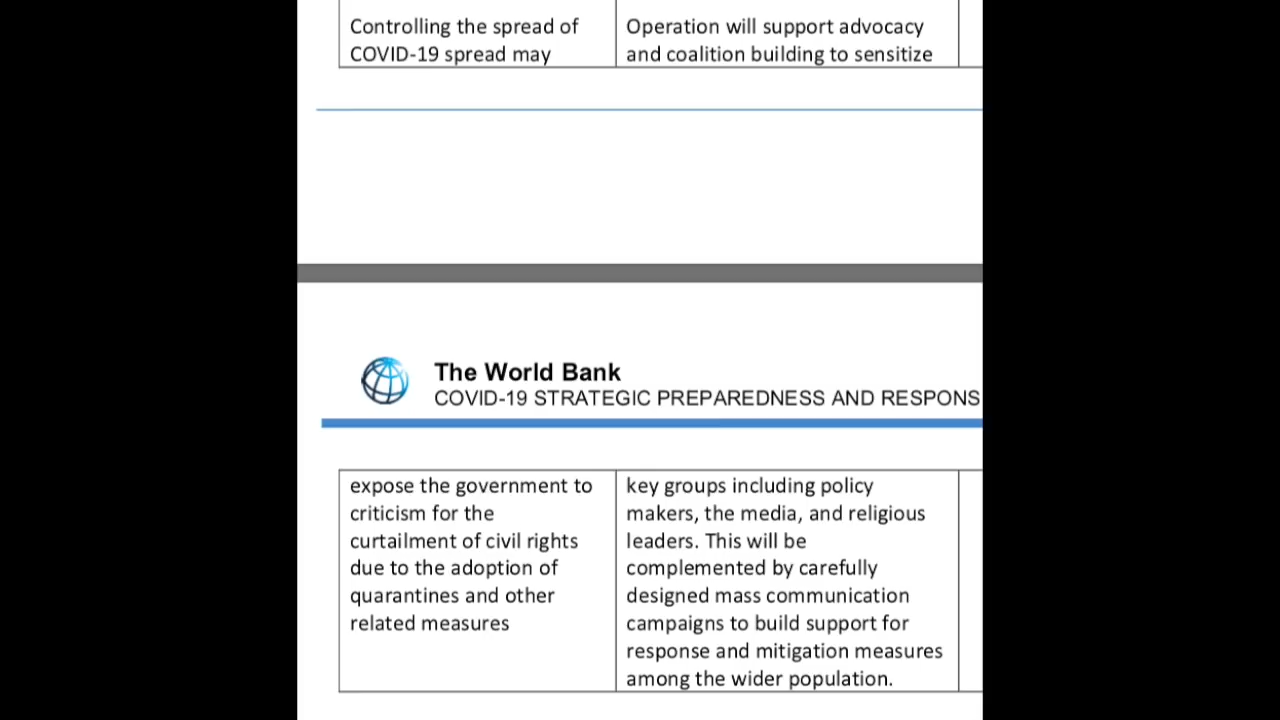 Controlling the spread of
COVID-19 spread may
Operation will support advocacy
and coalition building to sensitize
The World Bank
COVID-19 STRATEGIC PREPAREDNESS AND RESPONS
expose the government to
criticism for the
curtailment of civil rights
due to the adoption of
quarantines and other
related measures
key groups including policy
makers, the media, and religious
leaders. This will be
complemented by carefully
designed mass communication
campaigns to build support for
response and mitigation measures
among the wider population.